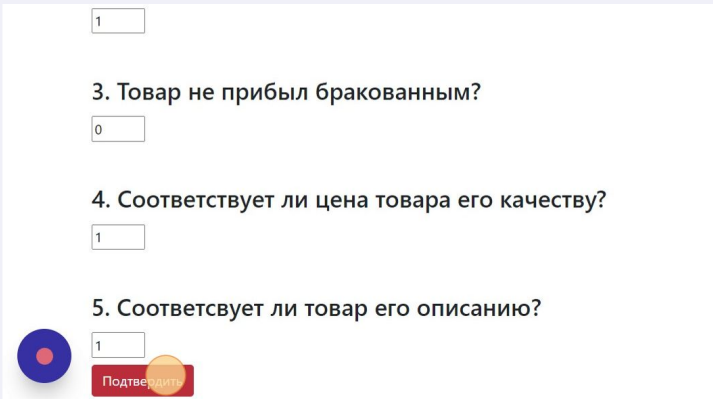 1
3. Товар не прибыл бракованным?
0
4. Соответствует ли цена товара его качеству?
1
5. Соответсвует ли товар его описанию?
1
Подтвердить